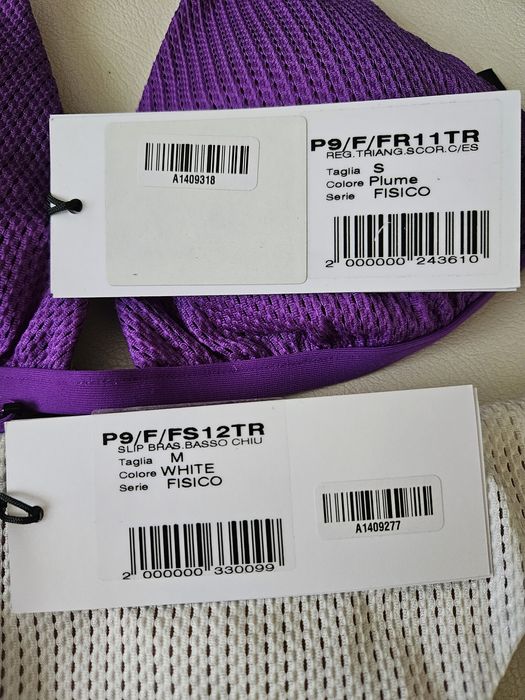 A1409318
P9/F/FR11TR
REG.TRIANG.SCOR.C/ES
Taglia S
Colore Plume
Serie FISICO
2 000000 243610
P9/F/FS12TR
SLIP BRAS.BASSO CHIU
Taglia M
Colore WHITE
Serie FISICO
2 000000 330099
A1409277